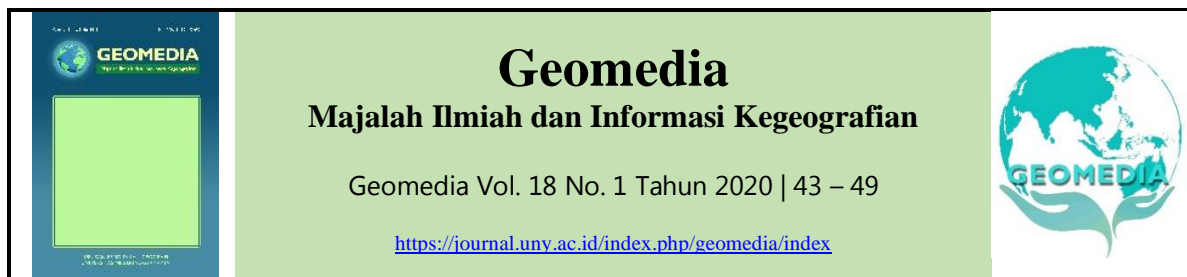 GEOMEDIA
Geomedia
Majalah Ilmiah dan Informasi Kegeografian
Geomedia Vol. 18 No. 1 Tahun 2020 | 43 – 49
https://journal.uny.ac.id/index.php/geomedia/index
GEOMEDIA